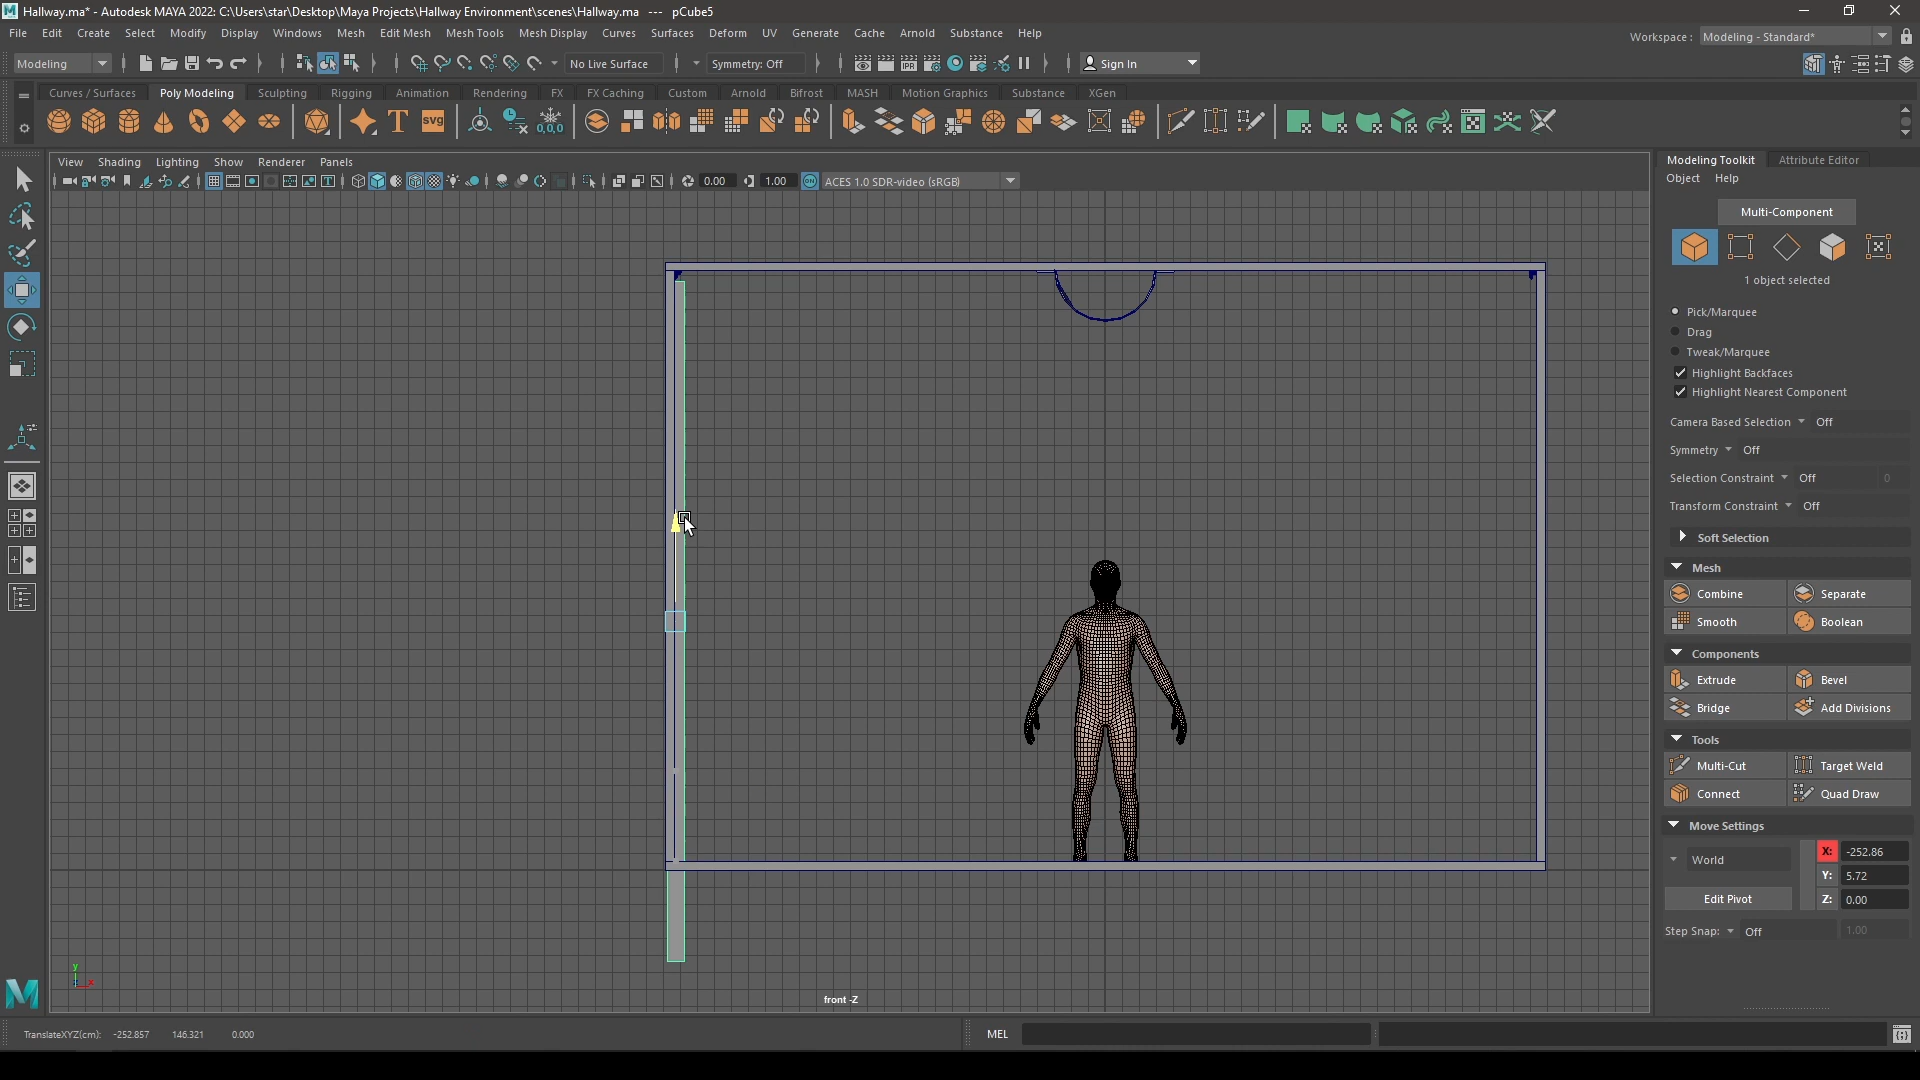 Hallway.ma* - Autodesk MAYA 2022: C:\Users\star\Desktop\Maya Projects\Hallway Environment\scenes\Hallway.ma --- pCube5
File Edit Create Select Modify Display Windows Mesh Edit Mesh Mesh Tools Mesh Display Curves Surfaces Deform UV Generate Cache Arnold Substance Help
Workspace : Modeling - Standard*
Modeling No Live Surface Symmetry: Off Sign In
Curves / Surfaces Poly Modeling Sculpting Rigging Animation Rendering FX FX Caching Custom Arnold Bifrost MASH Motion Graphics Substance XGen
View Shading Lighting Show Renderer Panels
0.00 1.00 ACES 1.0 SDR-video (sRGB)
Modeling Toolkit Attribute Editor
Object Help
Multi-Component
1 object selected
Pick/Marquee
Drag
Tweak/Marquee
Highlight Backfaces
Highlight Nearest Component
Camera Based Selection Off
Symmetry Off
Selection Constraint Off 0
Transform Constraint Off
Soft Selection
Mesh
Combine Separate
Smooth Boolean
Components
Extrude Bevel
Bridge Add Divisions
Tools
Multi-Cut Target Weld
Connect Quad Draw
Move Settings
World
X: -252.86
Y: 5.72
Edit Pivot
Z: 0.00
Step Snap: Off 1.00
front -Z
TranslateXYZ(cm): -252.857 146.321 0.000
MEL